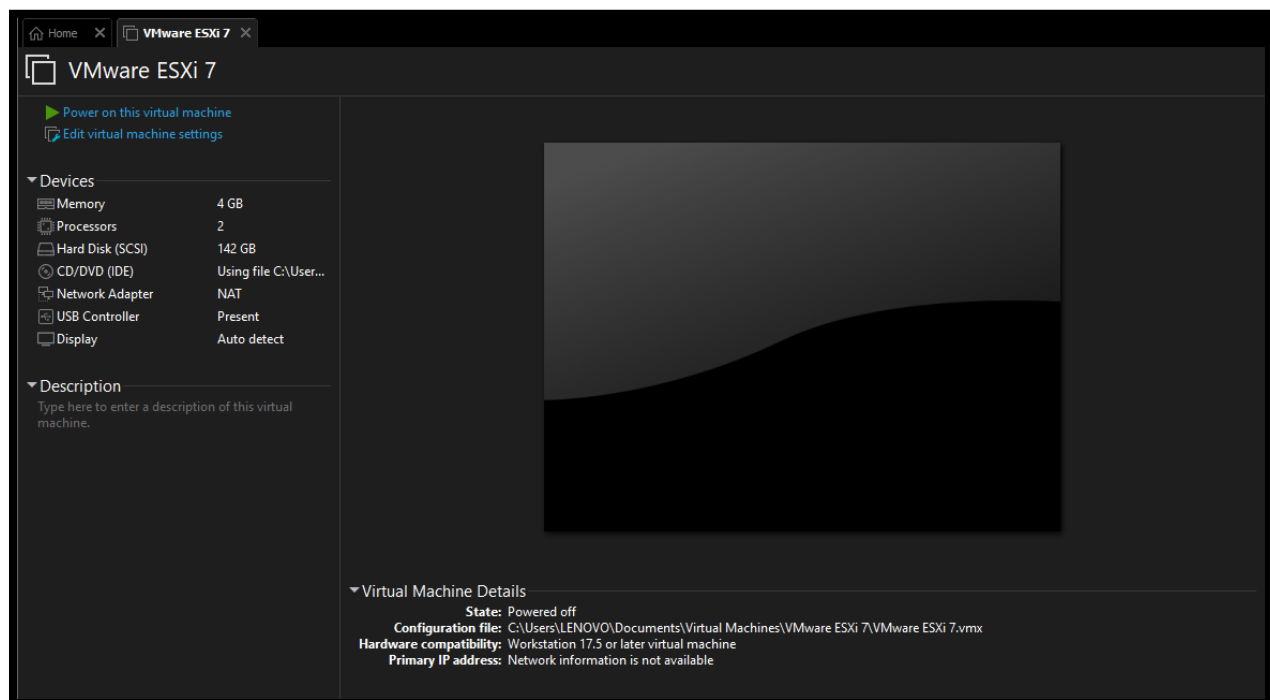 Home
VMware ESXi 7
VMware ESXi 7
Power on this virtual machine
Edit virtual machine settings
Devices
Memory 4 GB
Processors 2
Hard Disk (SCSI) 142 GB
CD/DVD (IDE) Using file C:\User...
Network Adapter NAT
USB Controller Present
Display Auto detect
Description
Type here to enter a description of this virtual
machine.
Virtual Machine Details
State: Powered off
Configuration file: C:\Users\LENOVO\Documents\Virtual Machines\VMware ESXi 7\VMware ESXi 7.vmx
Hardware compatibility: Workstation 17.5 or later virtual machine
Primary IP address: Network information is not available